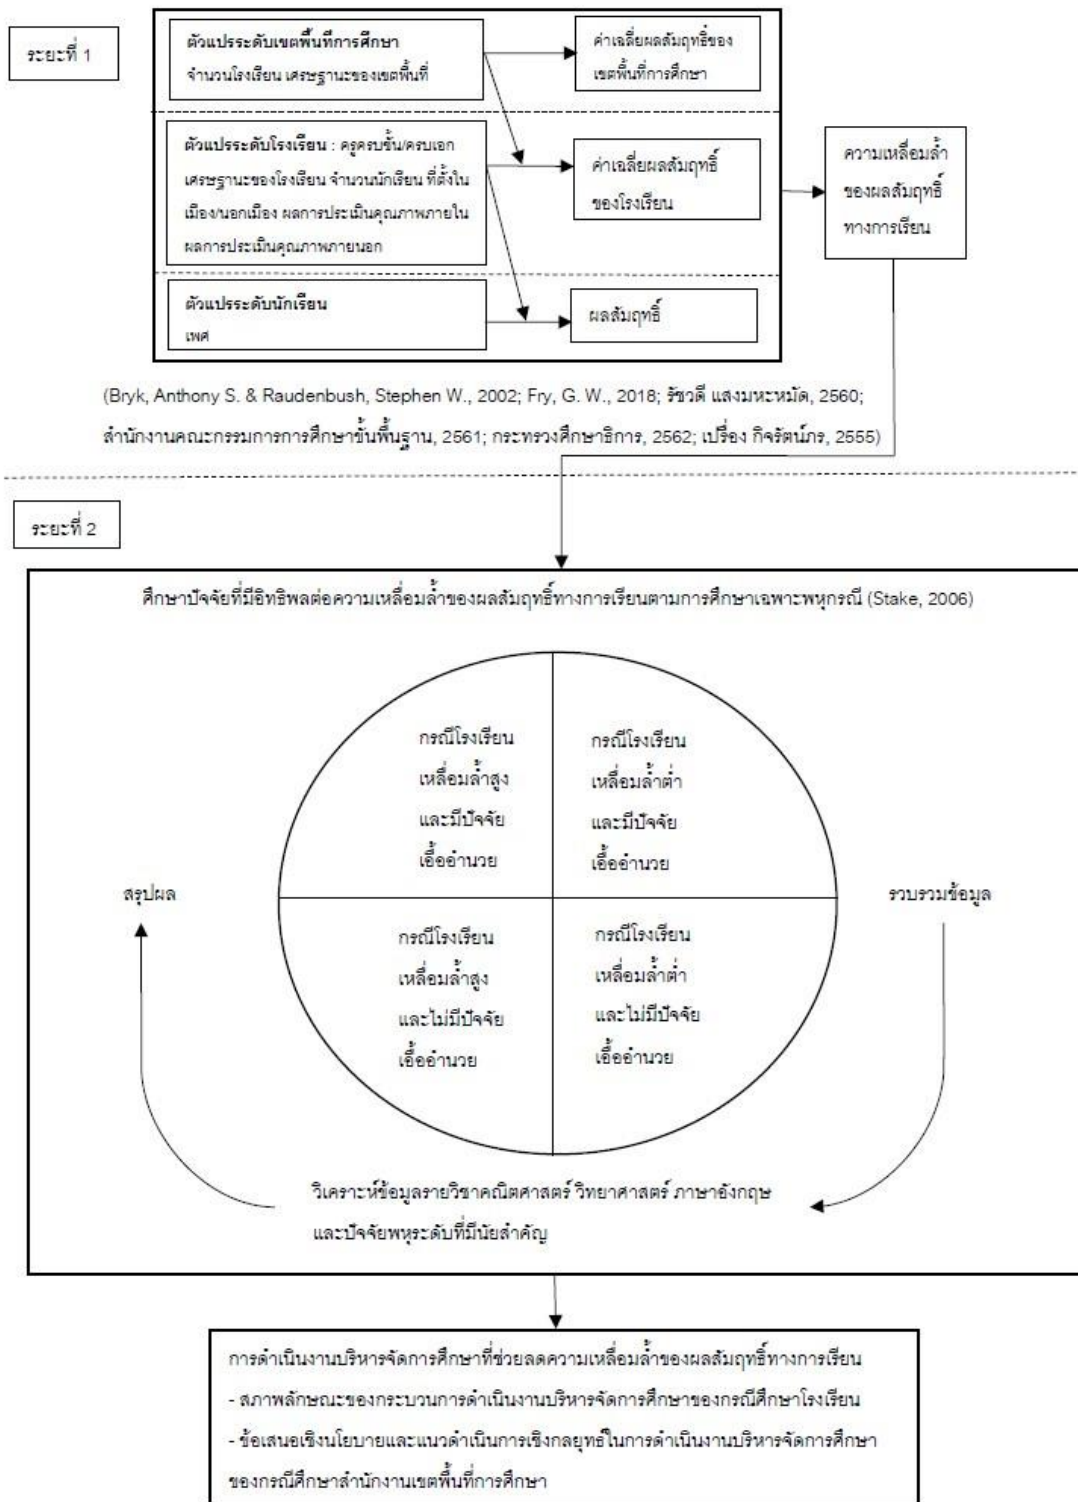 ระยะที่ 1
ตัวแปรระดับเขตพื้นที่การศึกษา
จำนวนโรงเรียน เศรษฐานะของเขตพื้นที่
ค่าเฉลี่ยผลสัมฤทธิ์ของ
เขตพื้นที่การศึกษา
ตัวแปรระดับโรงเรียน : ครูครบชั้น/ครบเอก
เศรษฐานะของโรงเรียน จำนวนนักเรียน ที่ตั้งใน
เมือง/นอกเมือง ผลการประเมินคุณภาพภายใน
ผลการประเมินคุณภาพภายนอก
ค่าเฉลี่ยผลสัมฤทธิ์
ของโรงเรียน
ความเหลื่อมล้ำ
ของผลสัมฤทธิ์
ทางการเรียน
ตัวแปรระดับนักเรียน
เพศ
ผลสัมฤทธิ์
(Bryk, Anthony S. & Raudenbush, Stephen W., 2002; Fry, G. W., 2018; รัชวดี แสงมหะหมัด, 2560;
สำนักงานคณะกรรมการการศึกษาขั้นพื้นฐาน, 2561; กระทรวงศึกษาธิการ, 2562; เปรื่อง กิจรัตน์ภร, 2555)
ระยะที่ 2
ศึกษาปัจจัยที่มีอิทธิพลต่อความเหลื่อมล้ำของผลสัมฤทธิ์ทางการเรียนตามการศึกษาเฉพาะพหุกรณี (Stake, 2006)
กรณีโรงเรียน
เหลื่อมล้ำสูง
และมีปัจจัย
เอื้ออำนวย
กรณีโรงเรียน
เหลื่อมล้ำต่ำ
และมีปัจจัย
เอื้ออำนวย
สรุปผล
รวบรวมข้อมูล
กรณีโรงเรียน
เหลื่อมล้ำสูง
และไม่มีปัจจัย
เอื้ออำนวย
กรณีโรงเรียน
เหลื่อมล้ำต่ำ
และไม่มีปัจจัย
เอื้ออำนวย
วิเคราะห์ข้อมูลรายวิชาคณิตศาสตร์ วิทยาศาสตร์ ภาษาอังกฤษ
และปัจจัยพหุระดับที่มีนัยสำคัญ
การดำเนินงานบริหารจัดการศึกษาที่ช่วยลดความเหลื่อมล้ำของผลสัมฤทธิ์ทางการเรียน
- สภาพลักษณะของกระบวนการดำเนินงานบริหารจัดการศึกษาของกรณีศึกษาโรงเรียน
- ข้อเสนอเชิงนโยบายและแนวดำเนินการเชิงกลยุทธ์ในการดำเนินงานบริหารจัดการศึกษา
ของกรณีศึกษาสำนักงานเขตพื้นที่การศึกษา